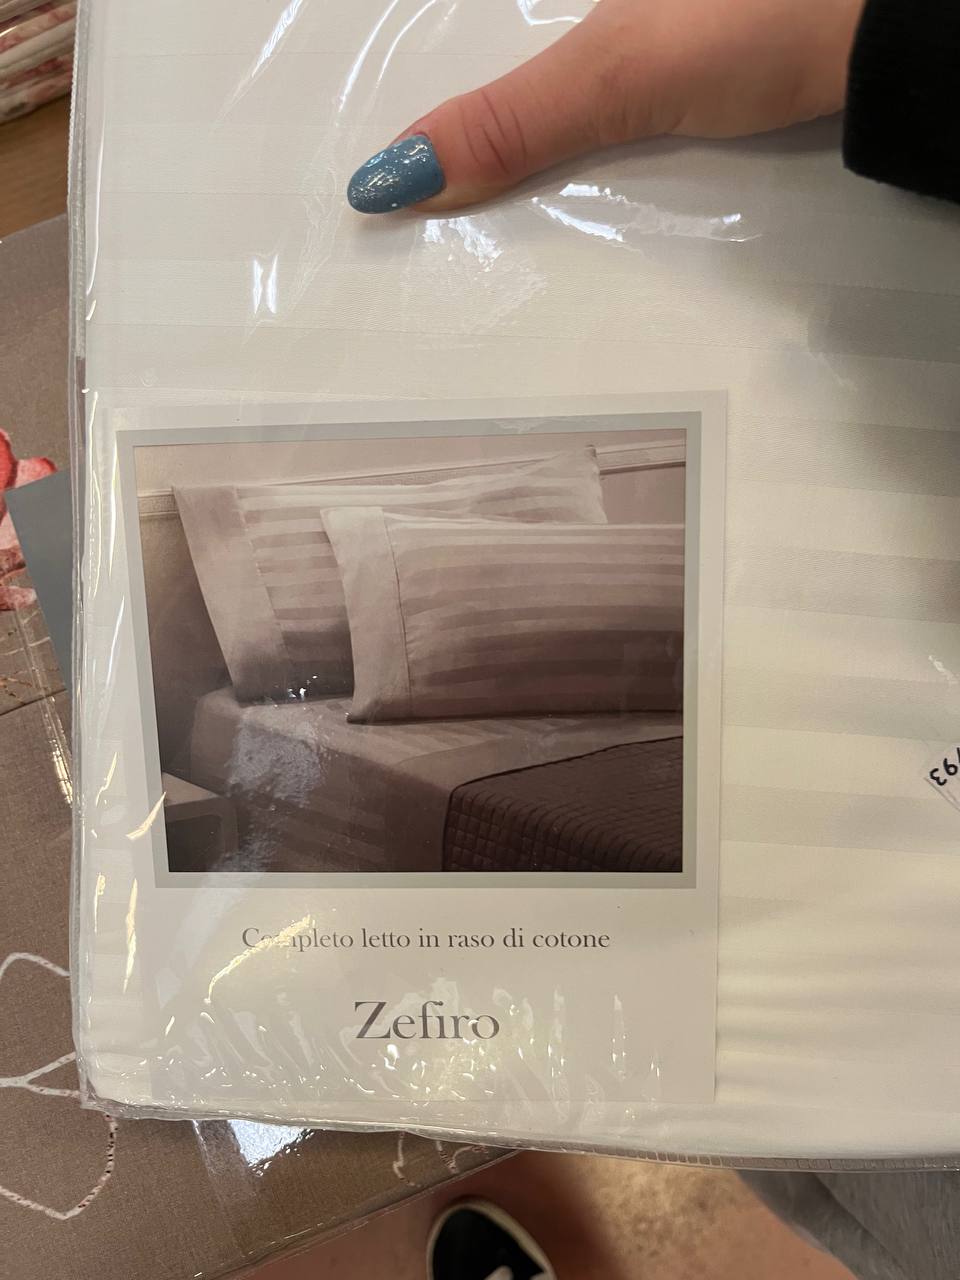 Completo letto in raso di cotone
Zefiro